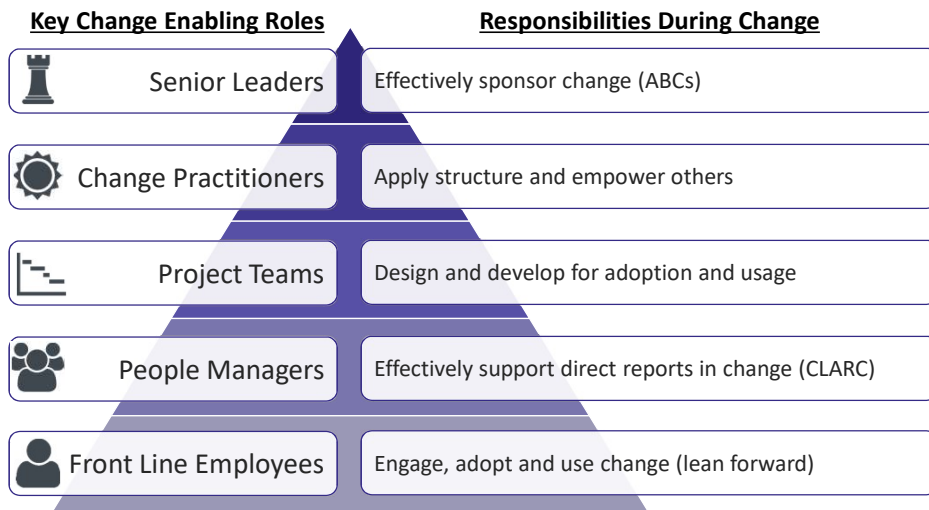 Key Change Enabling Roles
Responsibilities During Change
Senior Leaders
Effectively sponsor change (ABCs)
Change Practitioners
Apply structure and empower others
Project Teams
Design and develop for adoption and usage
People Managers
Effectively support direct reports in change (CLARC)
Front Line Employees
Engage, adopt and use change (lean forward)